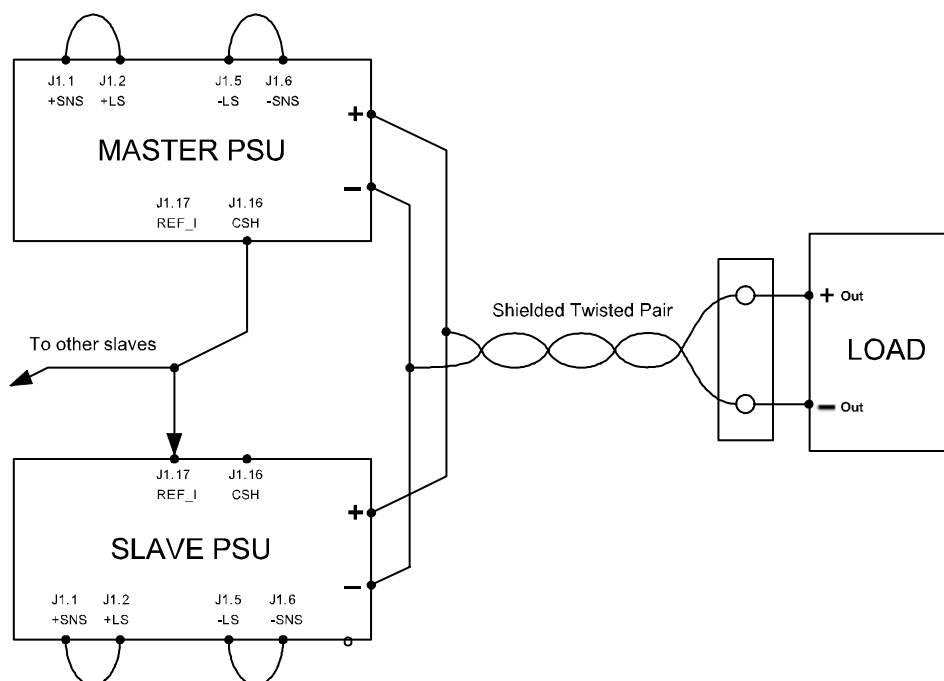 J1.1 J1.2 J1.5 J1.6
+SNS +LS -LS -SNS
+
MASTER PSU
−
J1.17 J1.16
REF_I CSH
Shielded Twisted Pair
+ Out
To other slaves
LOAD
− Out
J1.17 J1.16
REF_I CSH
+
SLAVE PSU
−
J1.1 J1.2 J1.5 J1.6
+SNS +LS -LS -SNS